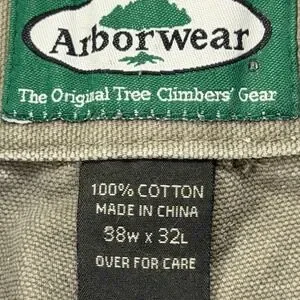 Arborwear
The Original Tree Climbers' Gear
100% COTTON
MADE IN CHINA
38W X 32L
OVER FOR CARE